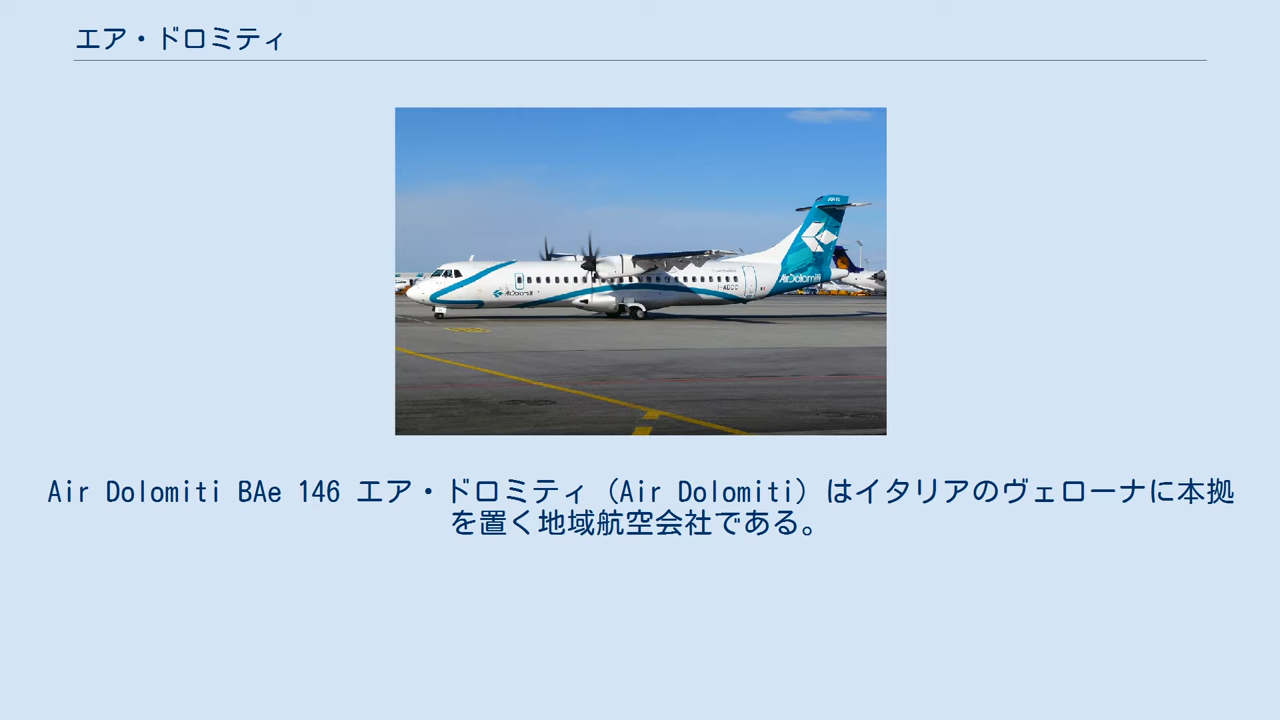 エア・ドロミティ
AirDolomiti
AirDolomiti
Air Dolomiti BAe 146 エア・ドロミティ（Air Dolomiti）はイタリアのヴェローナに本拠
を置く地域航空会社である。